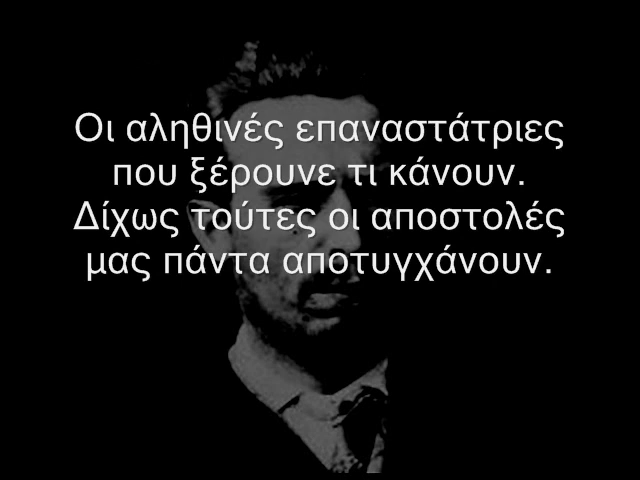 Οι αληθινές επαναστάτριες
που ξέρουνε τι κάνουν.
Δίχως τούτες οι αποστολές
μας πάντα αποτυγχάνουν.